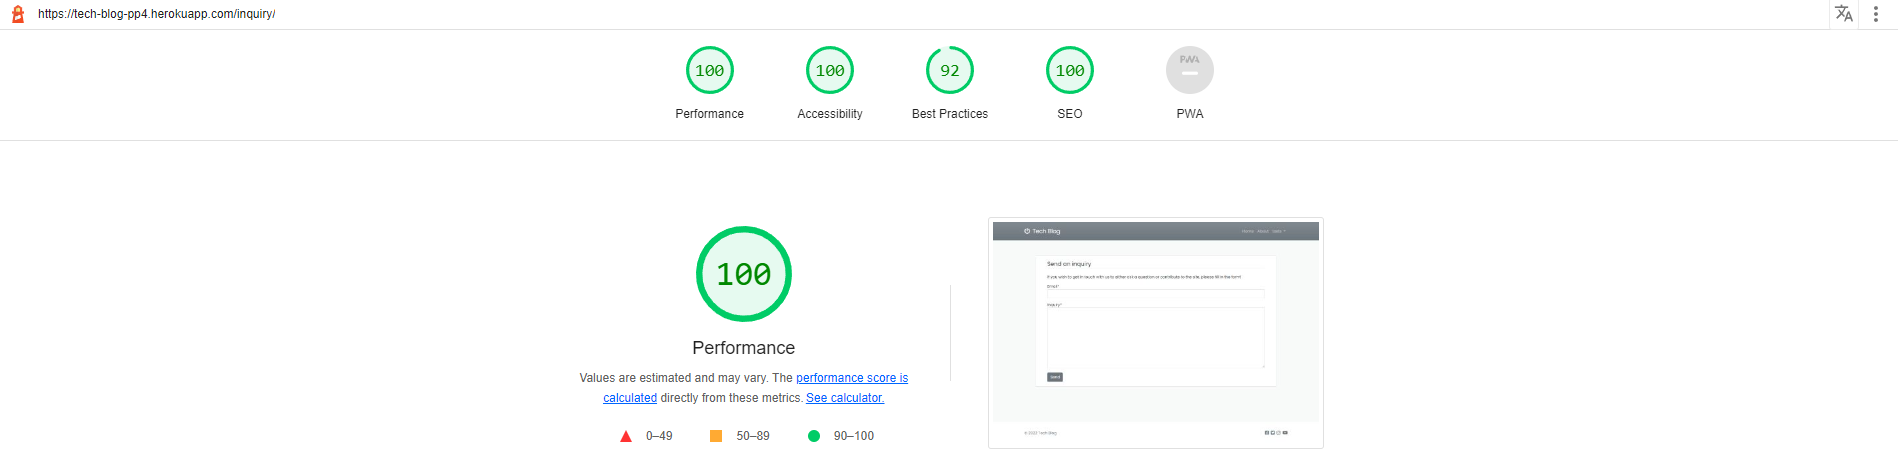 https://tech-blog-pp4.herokuapp.com/inquiry/
100
100
92
100
PWA
Performance
Accessibility
Best Practices
SEO
PWA
100
Performance
Values are estimated and may vary. The performance score is
calculated directly from these metrics. See calculator.
0–49
50–89
90–100
Tech Blog
Home About
Send an inquiry
If you wish to get in touch with us to either ask a question or contribute to the site, please fill in the form!
Email*
Inquiry*
Send
Tech Blog